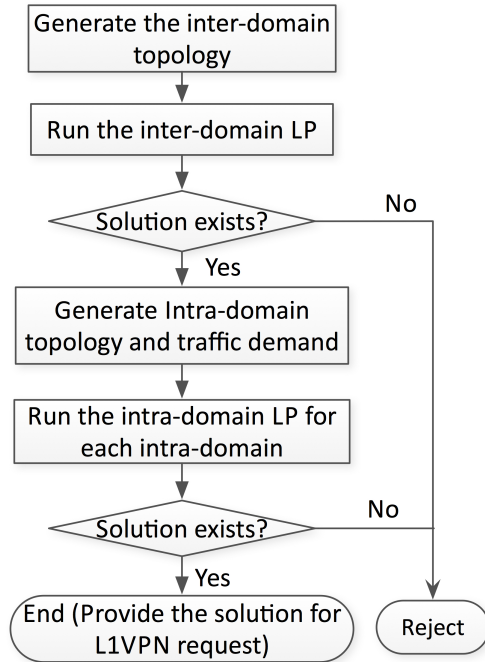 Generate the inter-domain
topology
Run the inter-domain LP
Solution exists?
No
Yes
Generate Intra-domain
topology and traffic demand
Run the intra-domain LP for
each intra-domain
Solution exists?
No
Yes
End (Provide the solution for
L1VPN request)
Reject